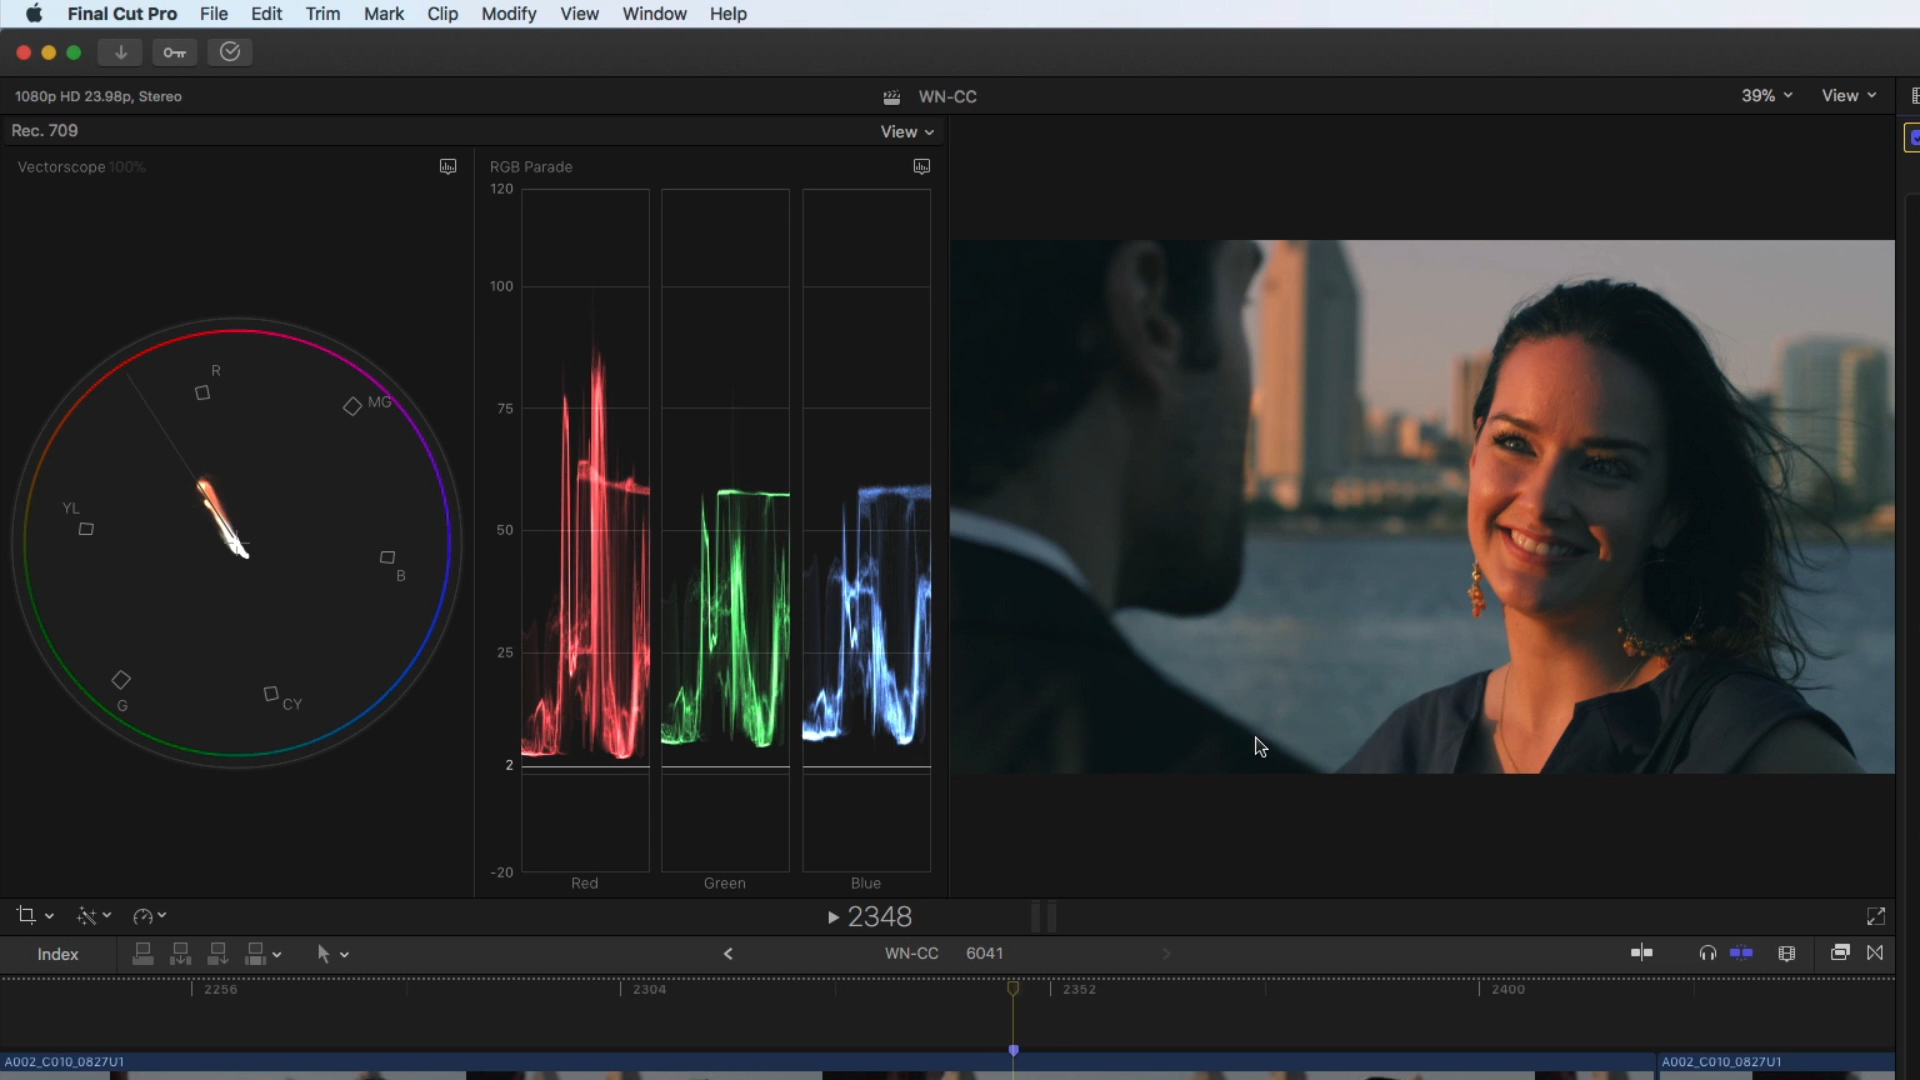 Final Cut Pro File Edit Trim Mark Clip Modify View Window Help
1080p HD 23.98p, Stereo WN-CC 39% View
Rec. 709 View
Vectorscope 100% RGB Parade
120
100
75
50
25
2
-20
R
MG
YL
B
G
CY
Red Green Blue
2348
Index WN-CC 6041
2256 2304 2352 2400
A002_C010_0827U1 A002_C010_0827U1